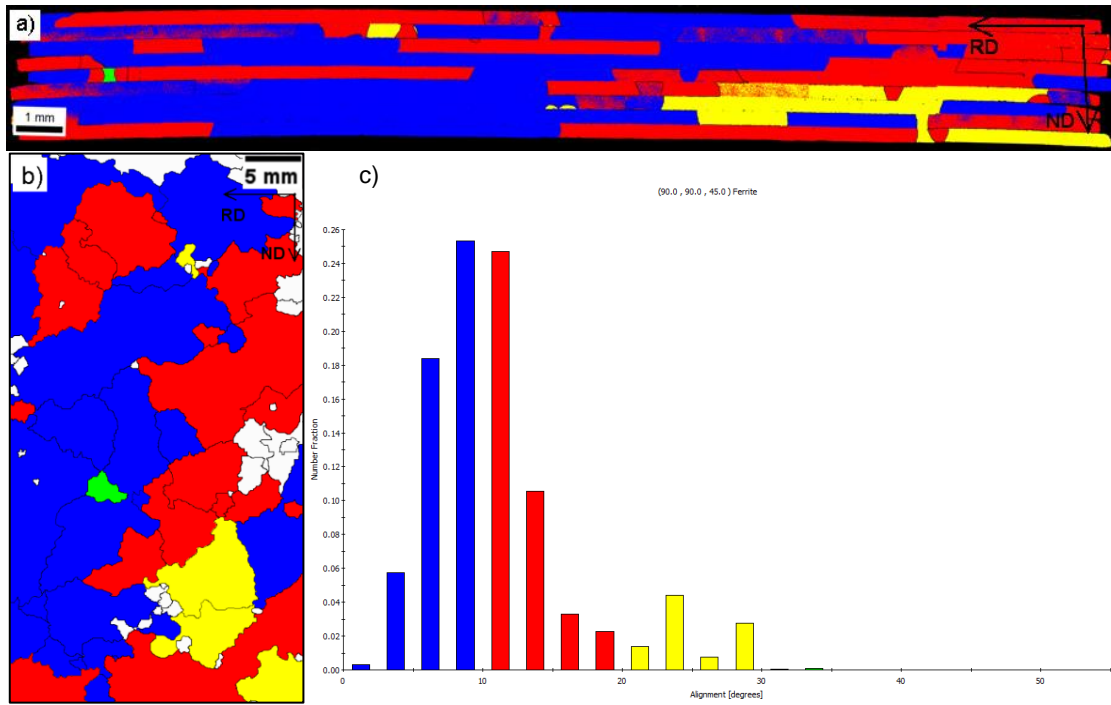 a)
RD
ND
1 mm
b)
5 mm
RD
ND
c)
(90.0 , 90.0 , 45.0 ) Ferrite
Number Fraction
0.26
0.24
0.22
0.20
0.18
0.16
0.14
0.12
0.10
0.08
0.06
0.04
0.02
0.00
0
10
20
30
40
50
Alignment [degrees]